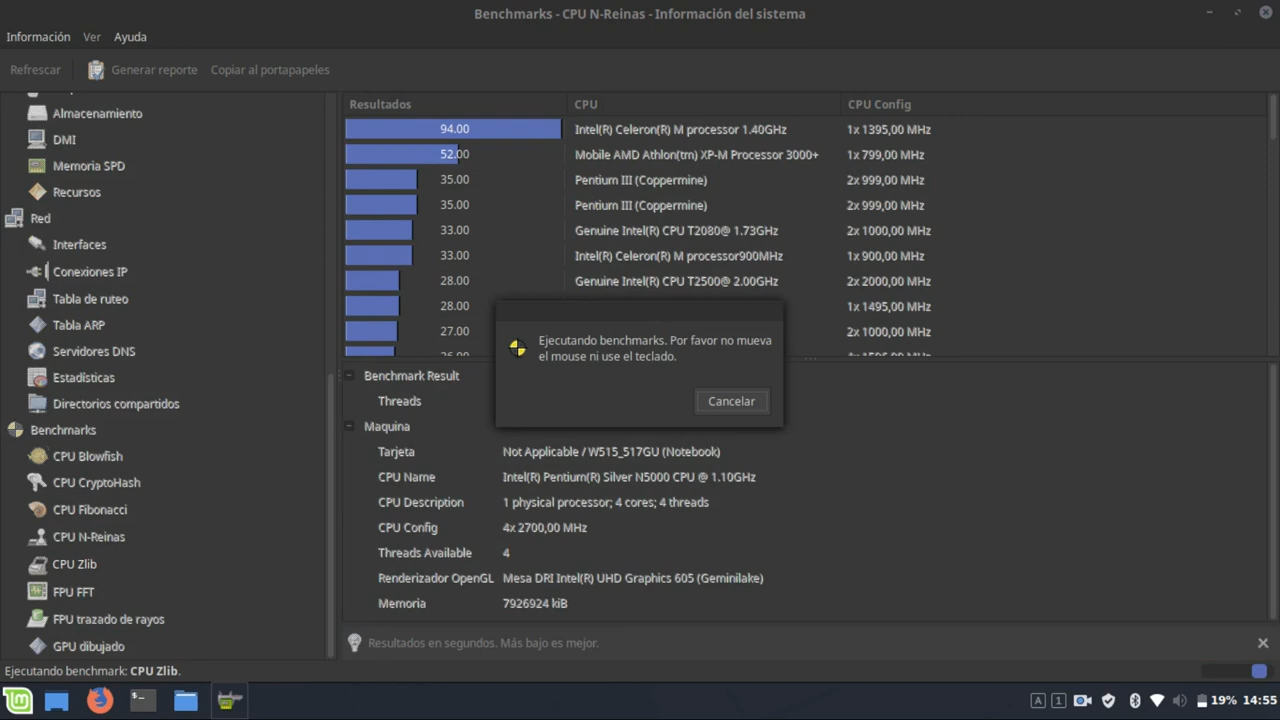 Benchmarks - CPU N-Reinas - Información del sistema
Información Ver Ayuda
Refrescar Generar reporte Copiar al portapapeles
Almacenamiento
DMI
Memoria SPD
Recursos
Red
Interfaces
Conexiones IP
Tabla de ruteo
Tabla ARP
Servidores DNS
Estadísticas
Directorios compartidos
Benchmarks
CPU Blowfish
CPU CryptoHash
CPU Fibonacci
CPU N-Reinas
CPU Zlib
FPU FFT
FPU trazado de rayos
GPU dibujado
Resultados CPU CPU Config
94.00 Intel(R) Celeron(R) M processor 1.40GHz 1x 1395,00 MHz
52.00 Mobile AMD Athlon(tm) XP-M Processor 3000+ 1x 799,00 MHz
35.00 Pentium III (Coppermine) 2x 999,00 MHz
35.00 Pentium III (Coppermine) 2x 999,00 MHz
33.00 Genuine Intel(R) CPU T2080@ 1.73GHz 2x 1000,00 MHz
33.00 Intel(R) Celeron(R) M processor900MHz 1x 900,00 MHz
28.00 Genuine Intel(R) CPU T2500@ 2.00GHz 2x 2000,00 MHz
28.00 1x 1495,00 MHz
27.00 2x 1000,00 MHz
Ejecutando benchmarks. Por favor no mueva
el mouse ni use el teclado.
Cancelar
Benchmark Result
Threads
Maquina
Tarjeta Not Applicable / W515_517GU (Notebook)
CPU Name Intel(R) Pentium(R) Silver N5000 CPU @ 1.10GHz
CPU Description 1 physical processor; 4 cores; 4 threads
CPU Config 4x 2700,00 MHz
Threads Available 4
Renderizador OpenGL Mesa DRI Intel(R) UHD Graphics 605 (Geminilake)
Memoria 7926924 kiB
Resultados en segundos. Más bajo es mejor.
Ejecutando benchmark: CPU Zlib.
A 1 19% 14:55